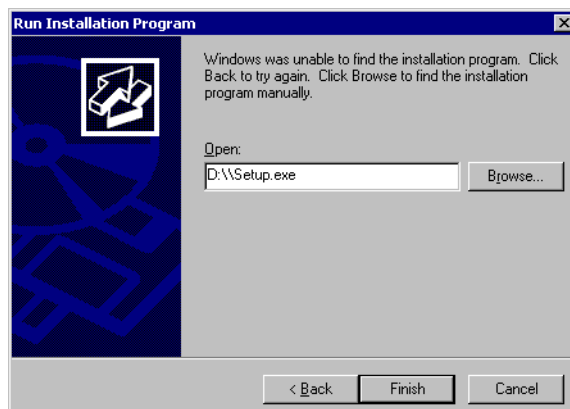 Run Installation Program
Windows was unable to find the installation program. Click
Back to try again. Click Browse to find the installation
program manually.
Open:
D:\\Setup.exe
Browse...
< Back
Finish
Cancel